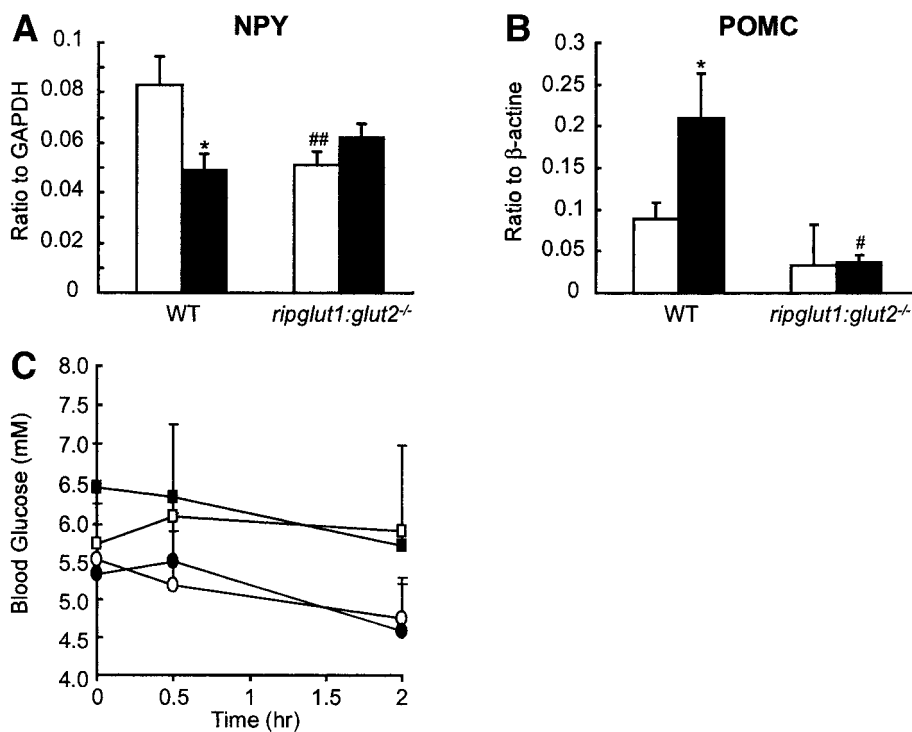 A
NPY
Ratio to GAPDH
0.1
0.08
0.06
0.04
0.02
0
*
##
WT
ripglut1:glut2-/-
B
POMC
Ratio to β-actine
0.3
0.25
0.2
0.15
0.1
0.05
0
*
#
WT
ripglut1:glut2-/-
C
Blood Glucose (mM)
8.0
7.5
7.0
6.5
6.0
5.5
5.0
4.5
4.0
0
0.5
1
1.5
2
Time (hr)